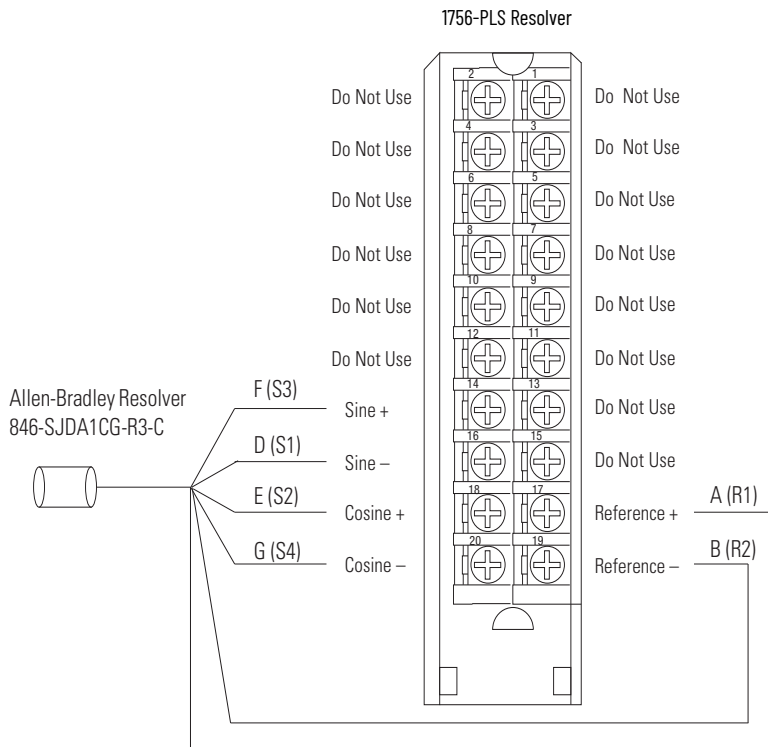 1756-PLS Resolver
2 1
Do Not Use Do Not Use
4 3
Do Not Use Do Not Use
6 5
Do Not Use Do Not Use
8 7
Do Not Use Do Not Use
10 9
Do Not Use Do Not Use
12 11
Do Not Use Do Not Use
Allen-Bradley Resolver
846-SJDA1CG-R3-C
14 13
F (S3) Sine + Do Not Use
16 15
D (S1) Sine – Do Not Use
18 17
E (S2) Cosine + Reference + A (R1)
20 19
G (S4) Cosine – Reference – B (R2)